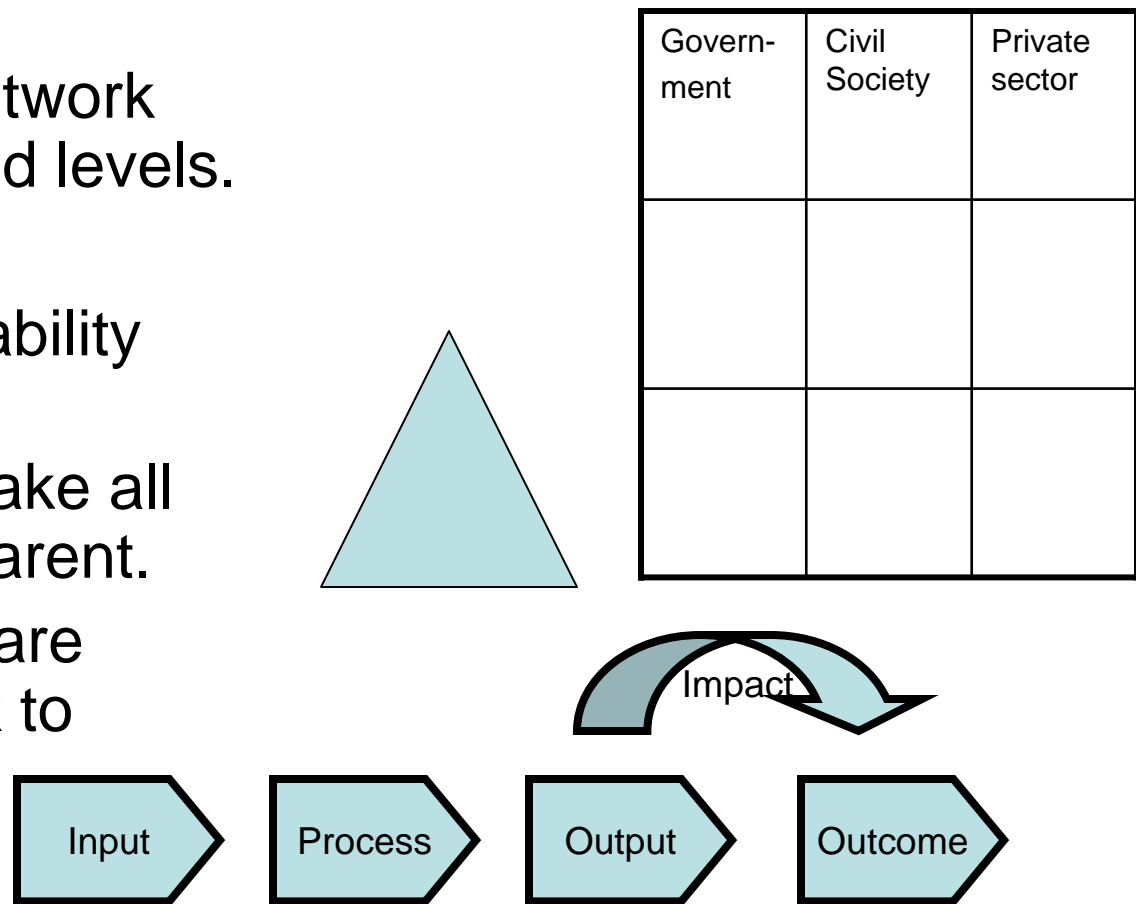 twork
d levels.
ability
ake all
arent.
are
to
Govern-
ment
Civil
Society
Private
sector
Impact
Input
Process
Output
Outcome